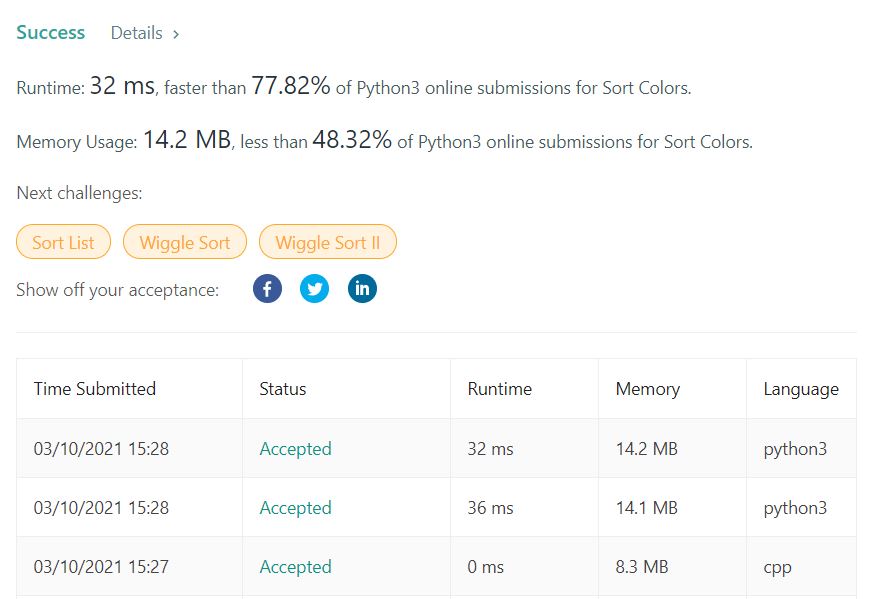 Success Details >
Runtime: 32 ms, faster than 77.82% of Python3 online submissions for Sort Colors.
Memory Usage: 14.2 MB, less than 48.32% of Python3 online submissions for Sort Colors.
Next challenges:
Sort List Wiggle Sort Wiggle Sort II
Show off your acceptance: f in
Time Submitted Status Runtime Memory Language
03/10/2021 15:28 Accepted 32 ms 14.2 MB python3
03/10/2021 15:28 Accepted 36 ms 14.1 MB python3
03/10/2021 15:27 Accepted 0 ms 8.3 MB cpp